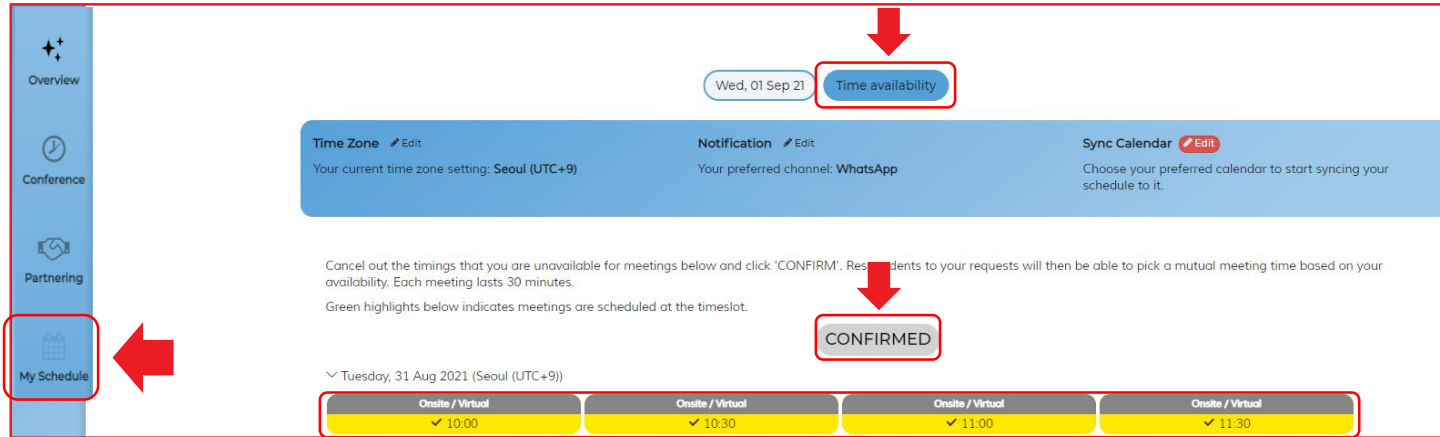 Overview
Conference
Partnering
My Schedule
Wed, 01 Sep 21
Time availability
Time Zone Edit
Your current time zone setting: Seoul (UTC+9)
Notification Edit
Your preferred channel: WhatsApp
Sync Calendar Edit
Choose your preferred calendar to start syncing your
schedule to it.
Cancel out the timings that you are unavailable for meetings below and click 'CONFIRM'. Res dents to your requests will then be able to pick a mutual meeting time based on your
availability. Each meeting lasts 30 minutes.
Green highlights below indicates meetings are scheduled at the timeslot.
CONFIRMED
Tuesday, 31 Aug 2021 (Seoul (UTC+9))
Onsite / Virtual
✓ 10:00
Onsite / Virtual
✓ 10:30
Onsite / Virtual
✓ 11:00
Onsite / Virtual
✓ 11:30